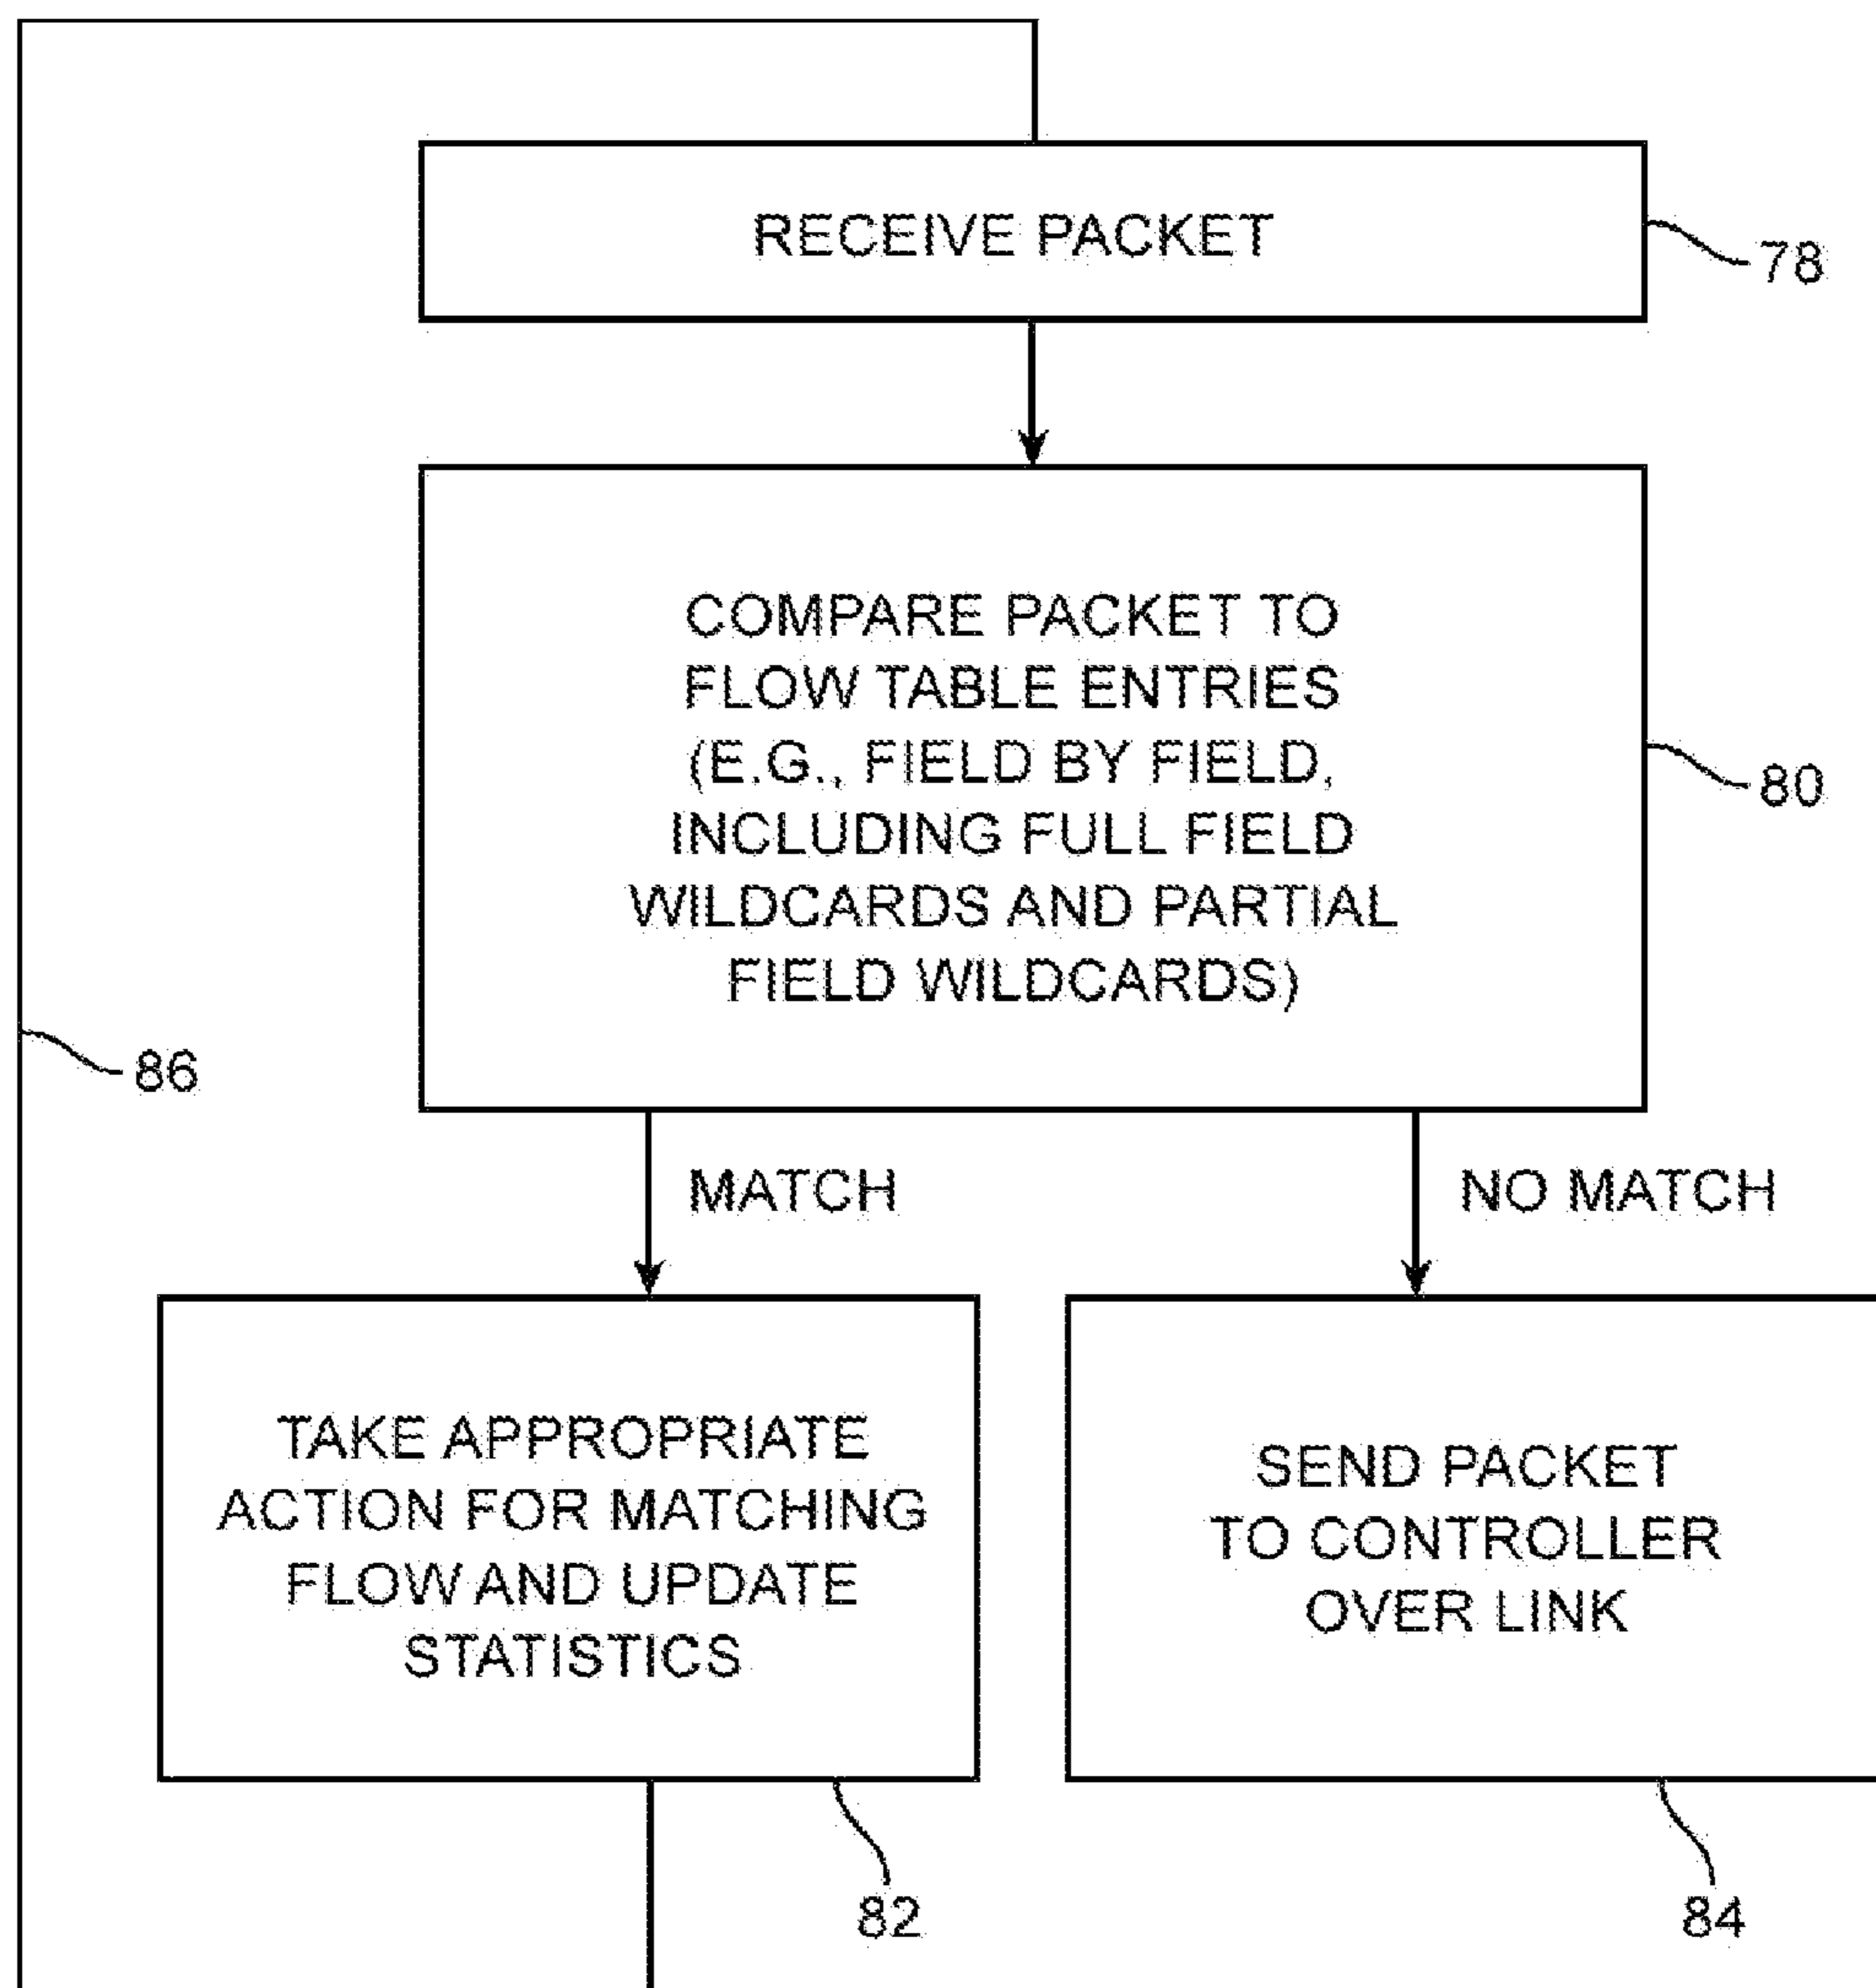 RECEIVE PACKET
78
COMPARE PACKET TO
FLOW TABLE ENTRIES
(E.G., FIELD BY FIELD,
INCLUDING FULL FIELD
WILDCARDS AND PARTIAL
FIELD WILDCARDS)
80
86
MATCH
NO MATCH
TAKE APPROPRIATE
ACTION FOR MATCHING
FLOW AND UPDATE
STATISTICS
SEND PACKET
TO CONTROLLER
OVER LINK
82
84